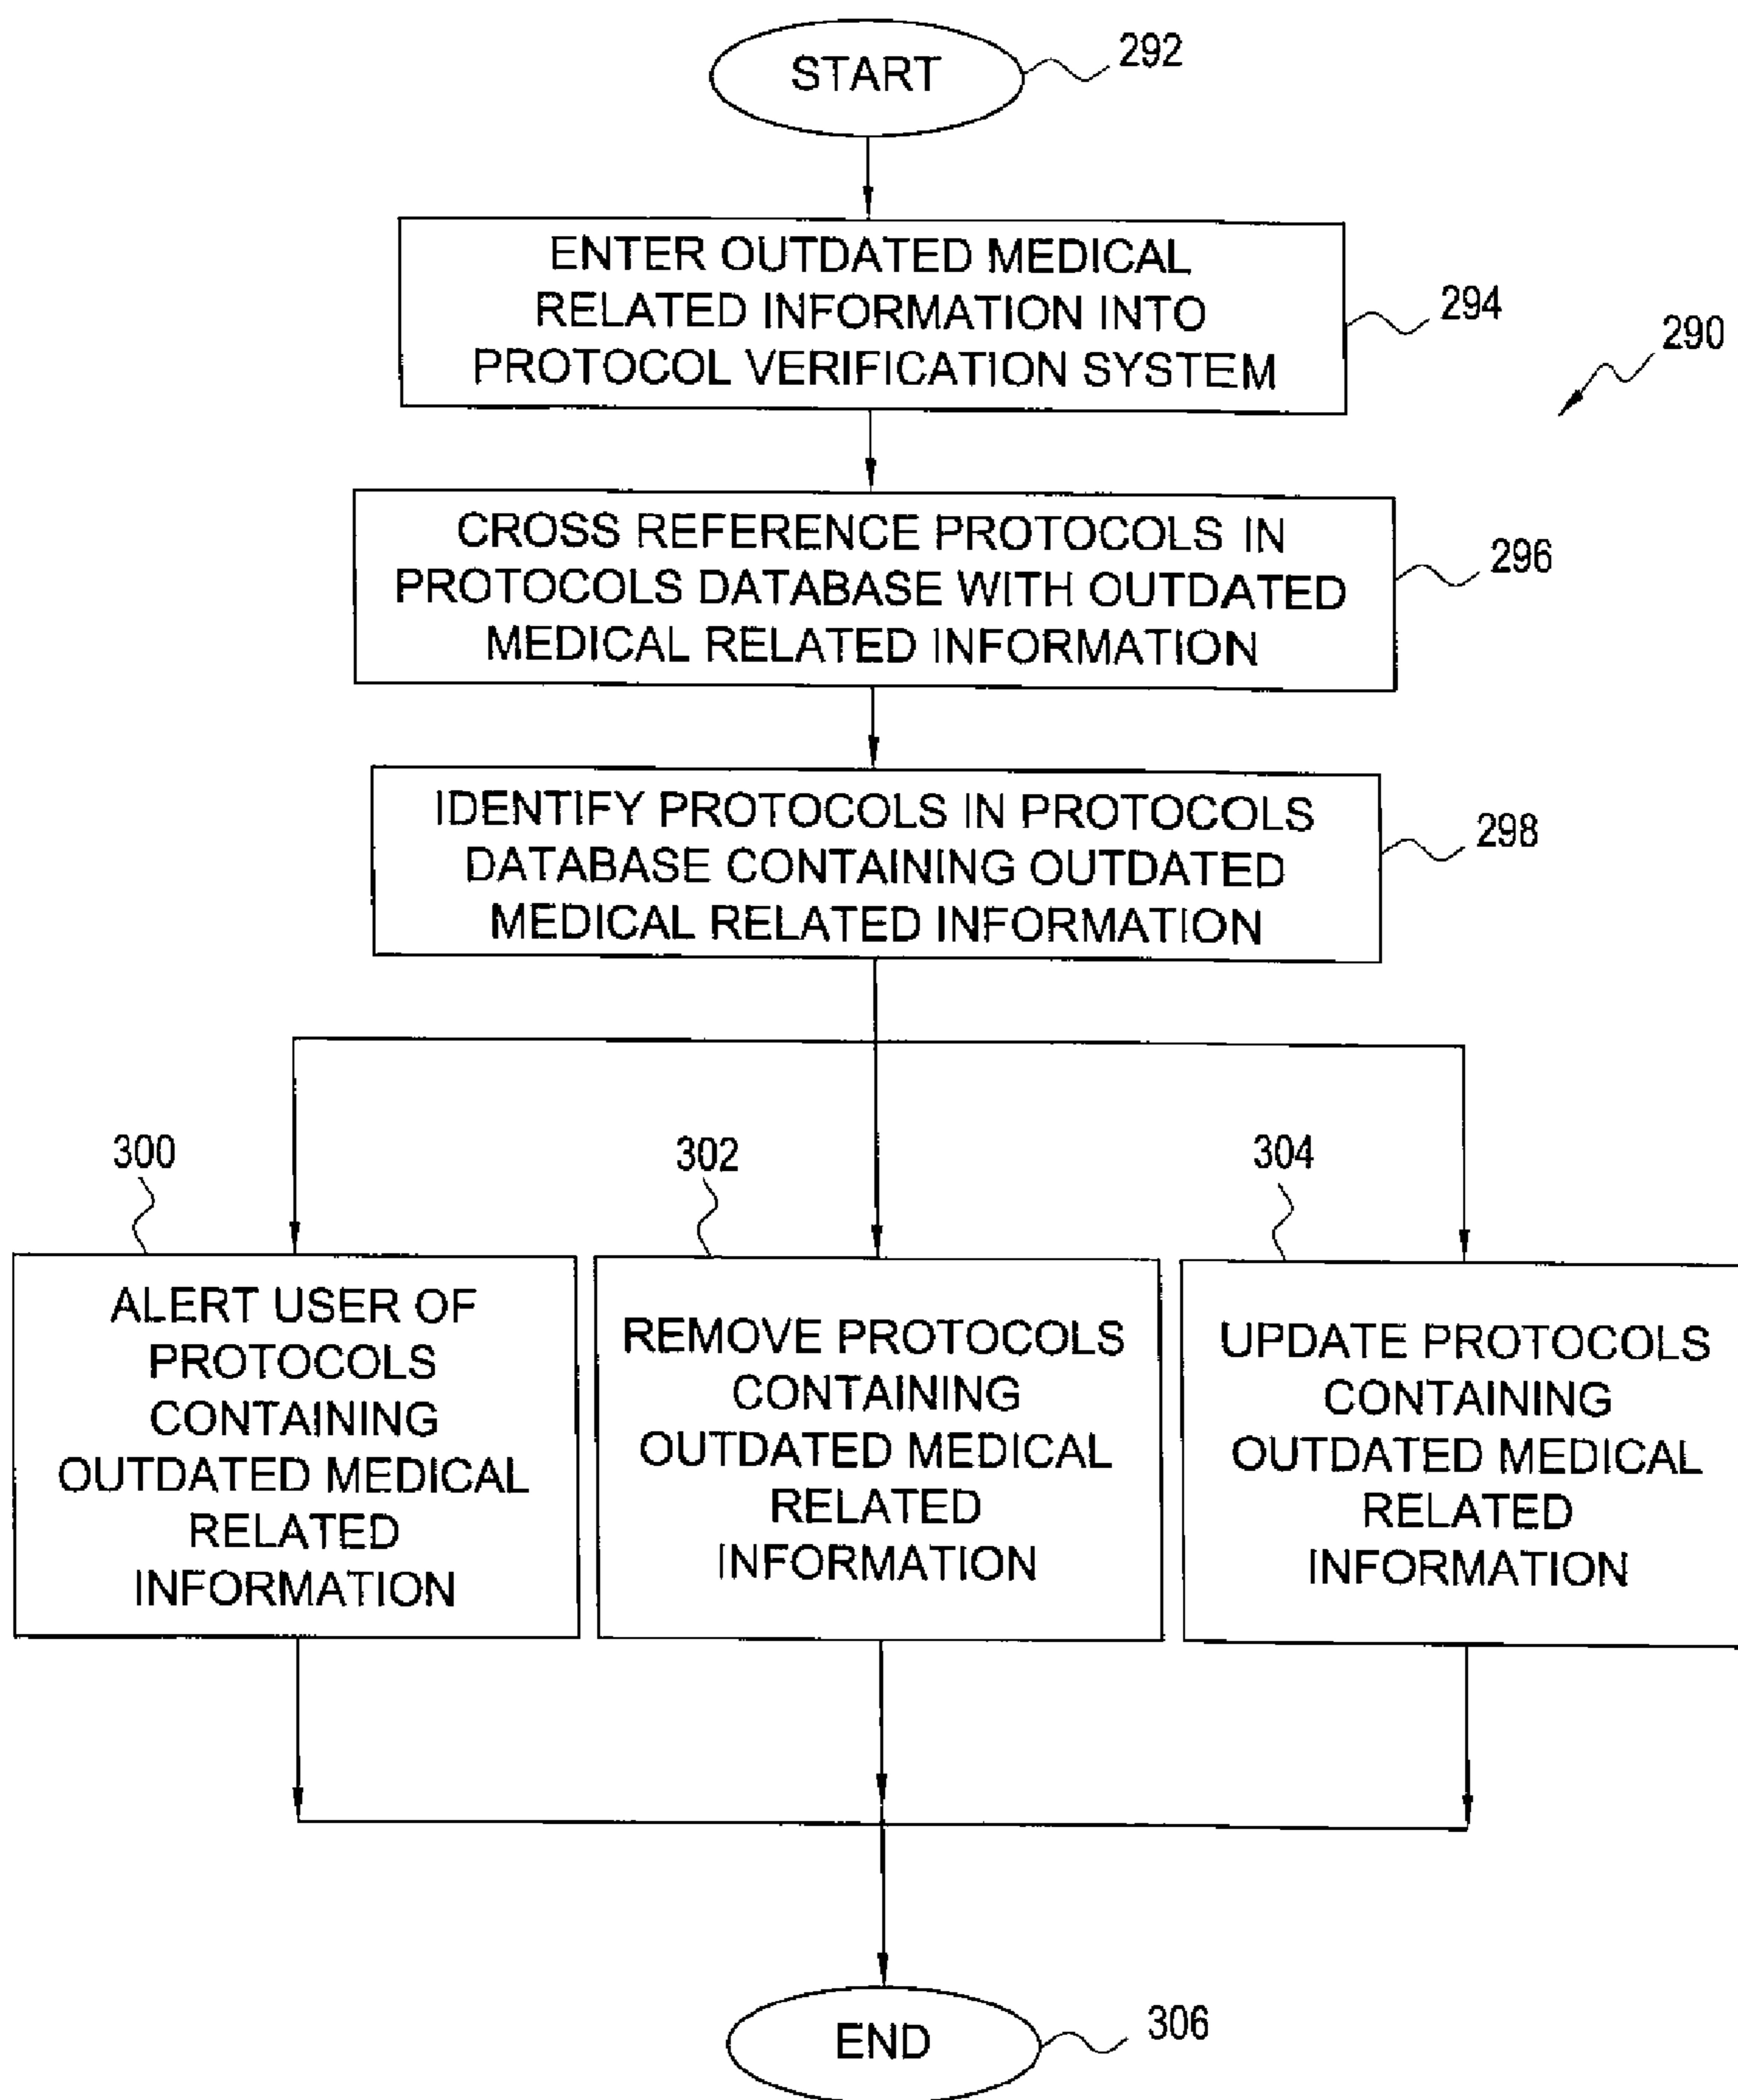 START
292
ENTER OUTDATED MEDICAL
RELATED INFORMATION INTO
PROTOCOL VERIFICATION SYSTEM
294
290
CROSS REFERENCE PROTOCOLS IN
PROTOCOLS DATABASE WITH OUTDATED
MEDICAL RELATED INFORMATION
296
IDENTIFY PROTOCOLS IN PROTOCOLS
DATABASE CONTAINING OUTDATED
MEDICAL RELATED INFORMATION
298
300
ALERT USER OF
PROTOCOLS
CONTAINING
OUTDATED MEDICAL
RELATED
INFORMATION
302
REMOVE PROTOCOLS
CONTAINING
OUTDATED MEDICAL
RELATED
INFORMATION
304
UPDATE PROTOCOLS
CONTAINING
OUTDATED MEDICAL
RELATED
INFORMATION
END
306